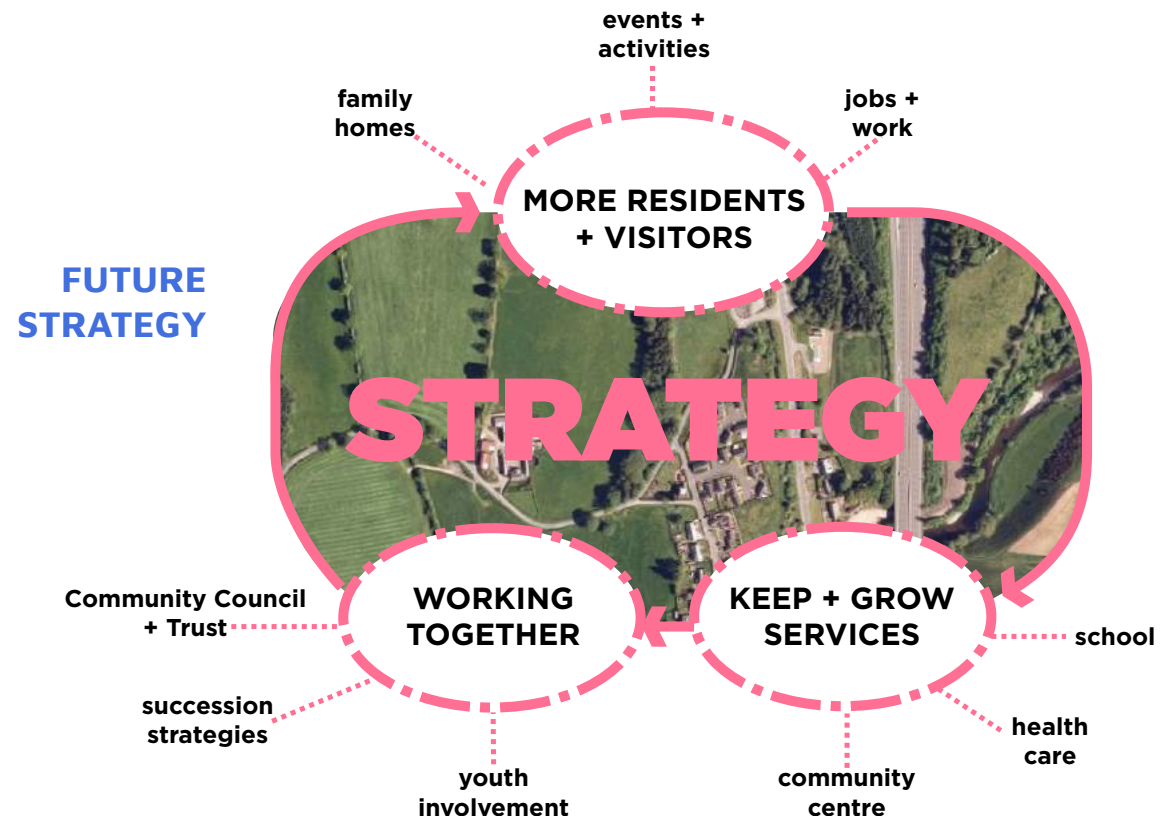 events +
activities
family
homes
jobs +
work
MORE RESIDENTS
+ VISITORS
FUTURE
STRATEGY
STRATEGY
WORKING
TOGETHER
KEEP + GROW
SERVICES
Community Council
+ Trust
school
succession
strategies
health
care
youth
involvement
community
centre